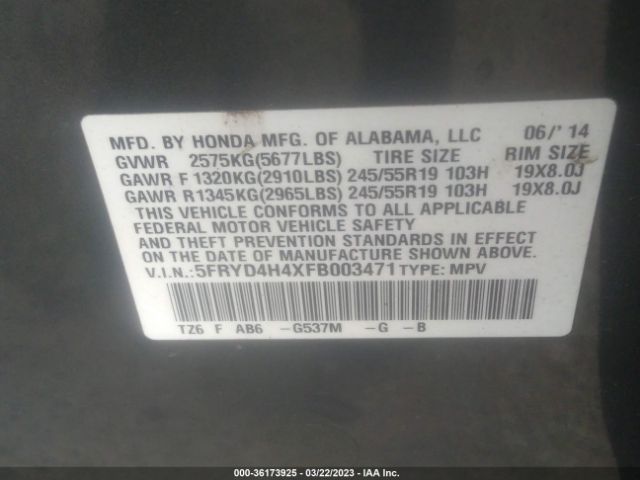 MFD. BY HONDA MFG. OF ALABAMA, LLC 06/'14
GVWR 2575KG(5677LBS) TIRE SIZE RIM SIZE
GAWR F 1320KG(2910LBS) 245/55R19 103H 19X8.0J
GAWR R1345KG(2965LBS) 245/55R19 103H 19X8.0J
THIS VEHICLE CONFORMS TO ALL APPLICABLE
FEDERAL MOTOR VEHICLE SAFETY
AND THEFT PREVENTION STANDARDS IN EFFECT
ON THE DATE OF MANUFACTURE SHOWN ABOVE.
V.I.N.:5FRYD4H4XFB003471 TYPE: MPV
TZ6 F AB6 -G537M -G -B
000-36173925 - 03/22/2023 - IAA Inc.